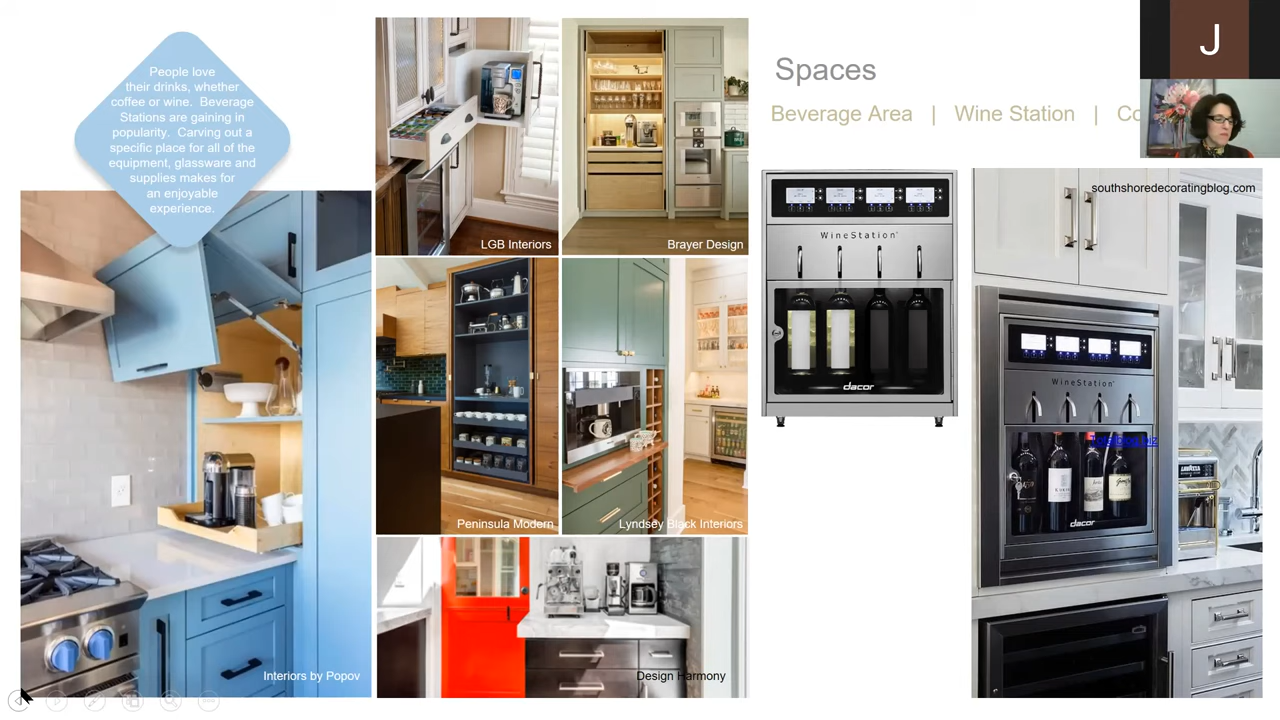 People love
their drinks, whether
coffee or wine. Beverage
Stations are gaining in
popularity. Carving out a
specific place for all of the
equipment, glassware and
supplies makes for
an enjoyable
experience.
Interiors by Popov
LGB Interiors
Brayer Design
Peninsula Modern
Lyndsey Black Interiors
Design Harmony
Spaces
Beverage Area | Wine Station | Co
J
WineStation
dacor
southshoredecoratingblog.com
WineStation
dacor
LAVAZZA